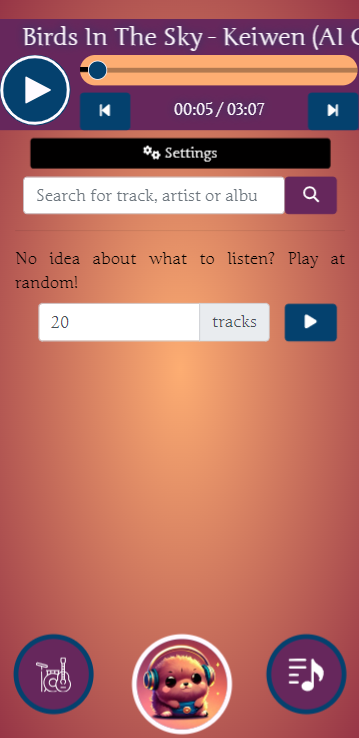 Birds In The Sky - Keiwen (AI
00:05 / 03:07
Settings
Search for track, artist or albu
No idea about what to listen? Play at
random!
20 tracks